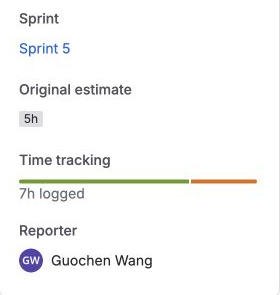 Sprint
Sprint 5
Original estimate
5h
Time tracking
7h logged
Reporter
GW Guochen Wang